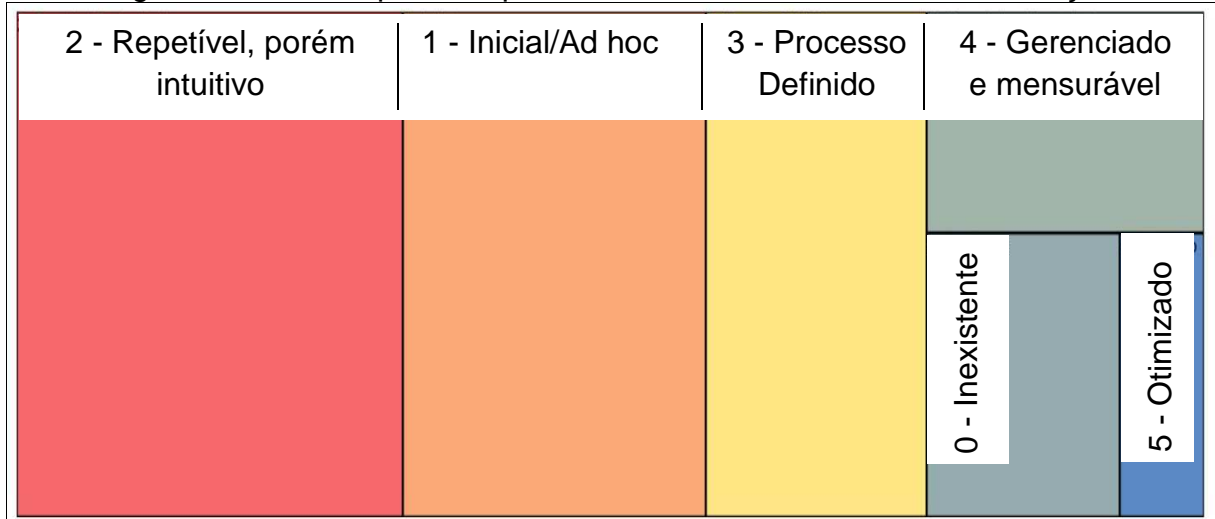 2 - Repetível, porém
intuitivo
1 - Inicial/Ad hoc
3 - Processo
Definido
4 - Gerenciado
e mensurável
0 - Inexistente
5 - Otimizado